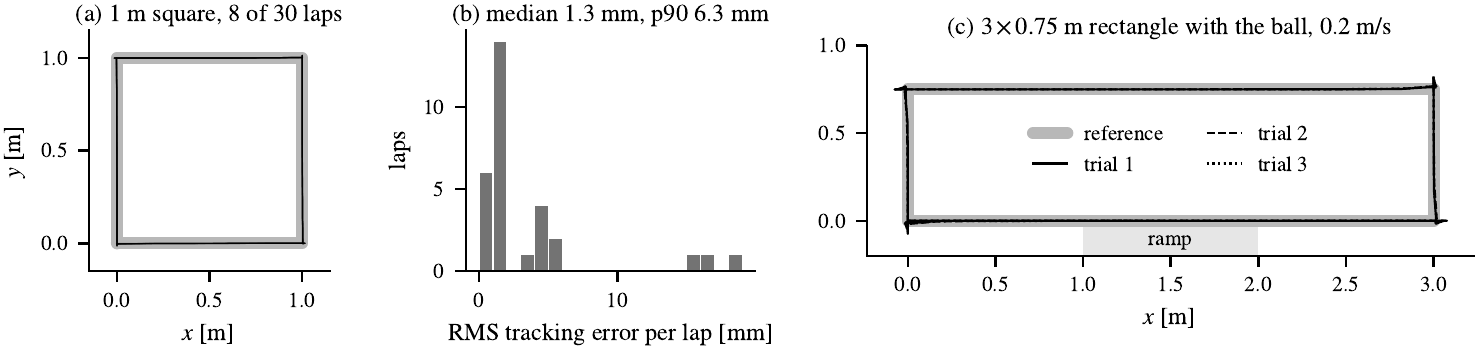 (a) 1 m square, 8 of 30 laps
1.0
0.5
0.0
y [m]
0.0 0.5 1.0
x [m]
(b) median 1.3 mm, p90 6.3 mm
10
5
0
laps
0 10
RMS tracking error per lap [mm]
(c) 3×0.75 m rectangle with the ball, 0.2 m/s
1.0
0.5
0.0
reference
trial 1
trial 2
trial 3
ramp
0.0 0.5 1.0 1.5 2.0 2.5 3.0
x [m]